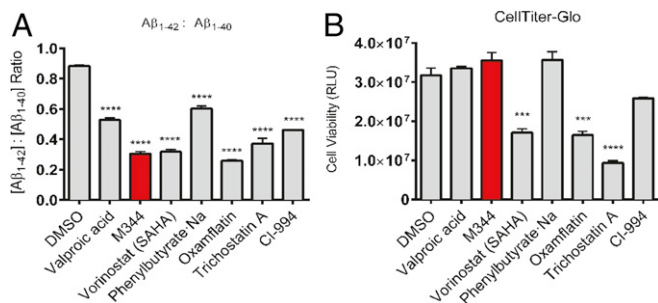 A
Aβ1-42 : Aβ1-40
[Aβ1-42]:[Aβ1-40] Ratio
1.0
0.8
0.6
0.4
0.2
0.0
****
****
****
****
****
****
****
DMSO
Valproic acid
M344
Vorinostat (SAHA)
Phenylbutyrate Na
Oxamflatin
Trichostatin A
CI-994
B
CellTiter-Glo
Cell Viability (RLU)
4.0×10⁷
3.0×10⁷
2.0×10⁷
1.0×10⁷
0
***
***
****
DMSO
Valproic acid
M344
Vorinostat (SAHA)
Phenylbutyrate Na
Oxamflatin
Trichostatin A
CI-994